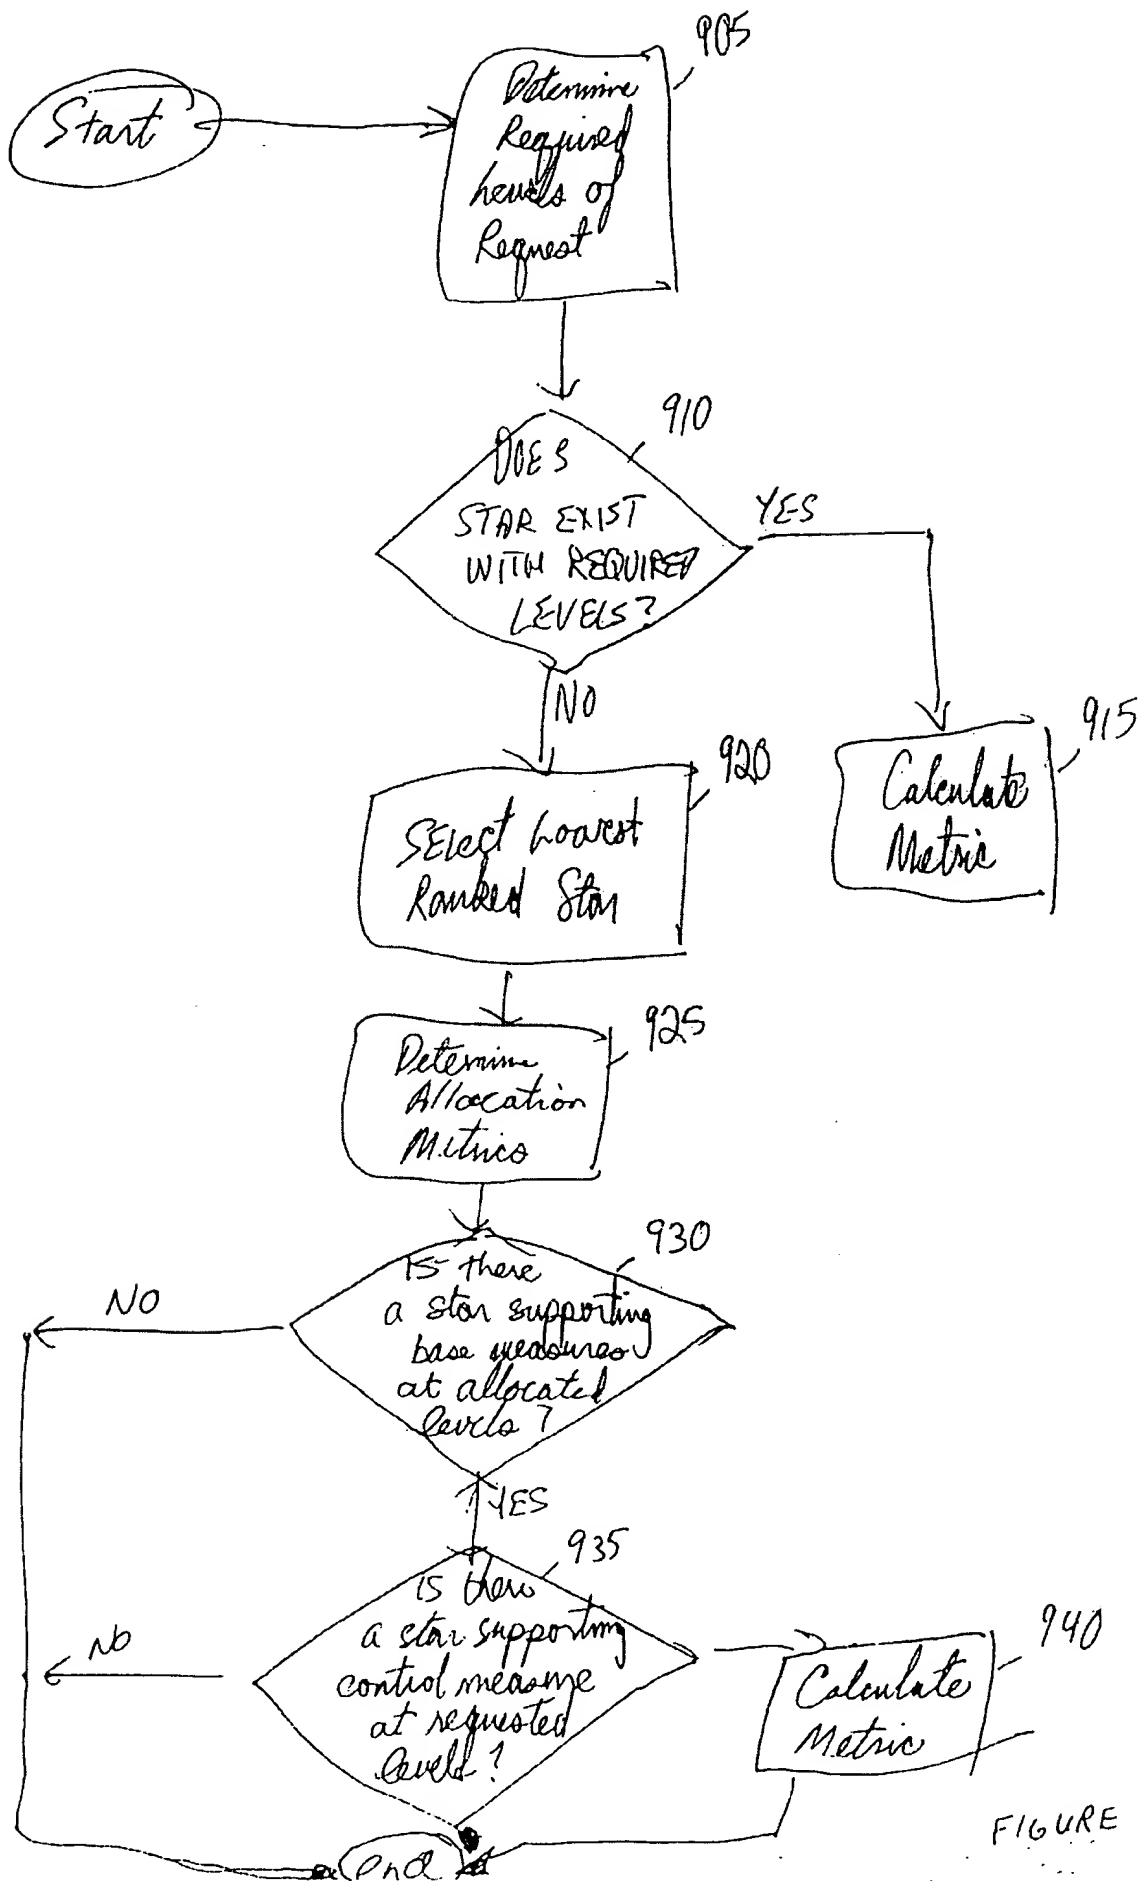 905
Start
Determine
Required
Levels of
Request
910
DOES
STAR EXIST
WITH REQUIRED
LEVELS?
YES
NO
915
Calculate
Metric
920
SElect Lowest
Ranked Star
925
Determine
Allocation
Metrics
930
Is there
a star supporting
base measures
at allocated
levels?
NO
YES
935
Is there
a star supporting
control measure
at requested
levels?
No
940
Calculate
Metric
End
FIGURE